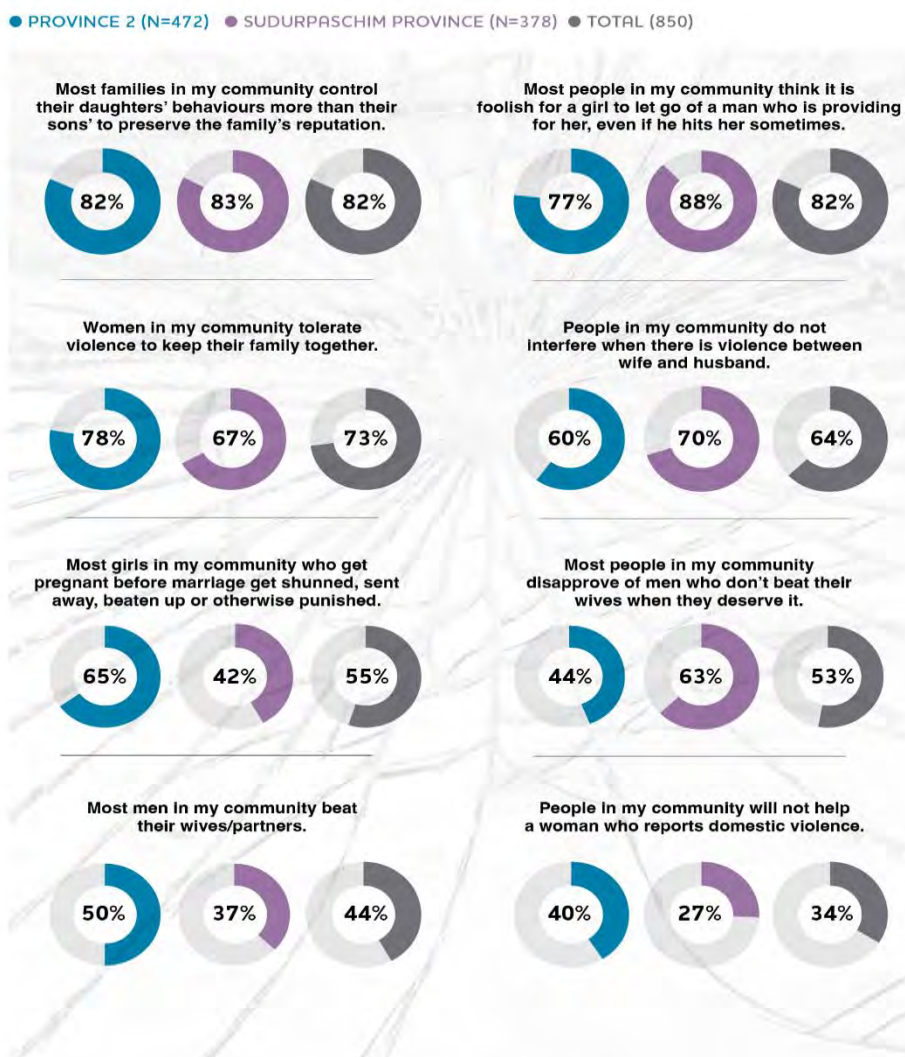 PROVINCE 2 (N=472) SUDURPASCHIM PROVINCE (N=378) TOTAL (850)
Most families in my community control
their daughters' behaviours more than their
sons' to preserve the family's reputation.
82% 83% 82%
Most people in my community think it is
foolish for a girl to let go of a man who is providing
for her, even if he hits her sometimes.
77% 88% 82%
Women in my community tolerate
violence to keep their family together.
78% 67% 73%
People in my community do not
interfere when there is violence between
wife and husband.
60% 70% 64%
Most girls in my community who get
pregnant before marriage get shunned, sent
away, beaten up or otherwise punished.
65% 42% 55%
Most people in my community
disapprove of men who don't beat their
wives when they deserve it.
44% 63% 53%
Most men in my community beat
their wives/partners.
50% 37% 44%
People in my community will not help
a woman who reports domestic violence.
40% 27% 34%